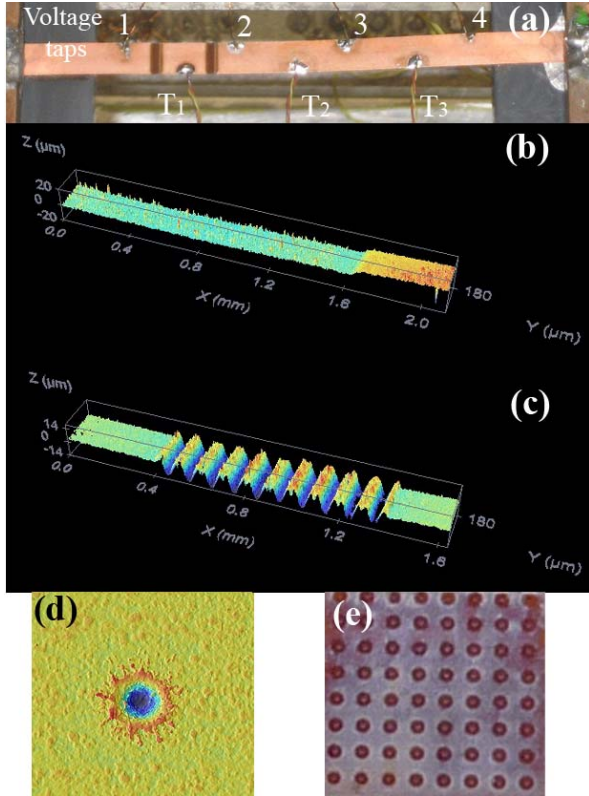 Voltage taps
1 2 3 4
(a)
T1 T2 T3
(b)
Z (µm)
20
0
-20
0.0 0.4 0.8 1.2 1.6 2.0
X (mm)
180
Y (µm)
(c)
Z (µm)
14
0
-14
0.0 0.4 0.8 1.2 1.6
X (mm)
180
Y (µm)
(d)
(e)